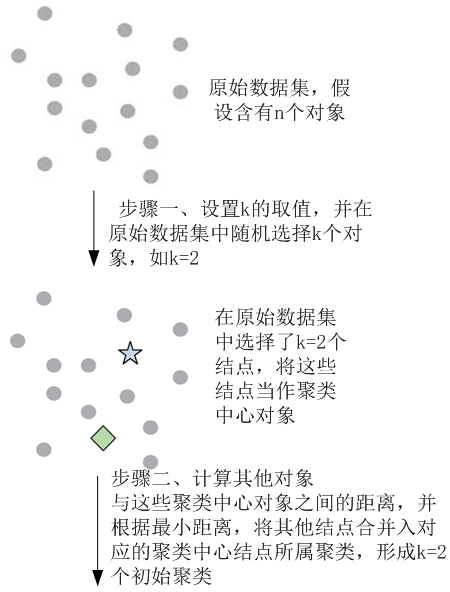 原始数据集，假
设含有n个对象
步骤一、设置k的取值，并在
原始数据集中随机选择k个对
象，如k=2
在原始数据集
中选择了k=2个
结点，将这些
结点当作聚类
中心对象
步骤二、计算其他对象
与这些聚类中心对象之间的距离，并
根据最小距离，将其他结点合并入对
应的聚类中心结点所属聚类，形成k=2
个初始聚类